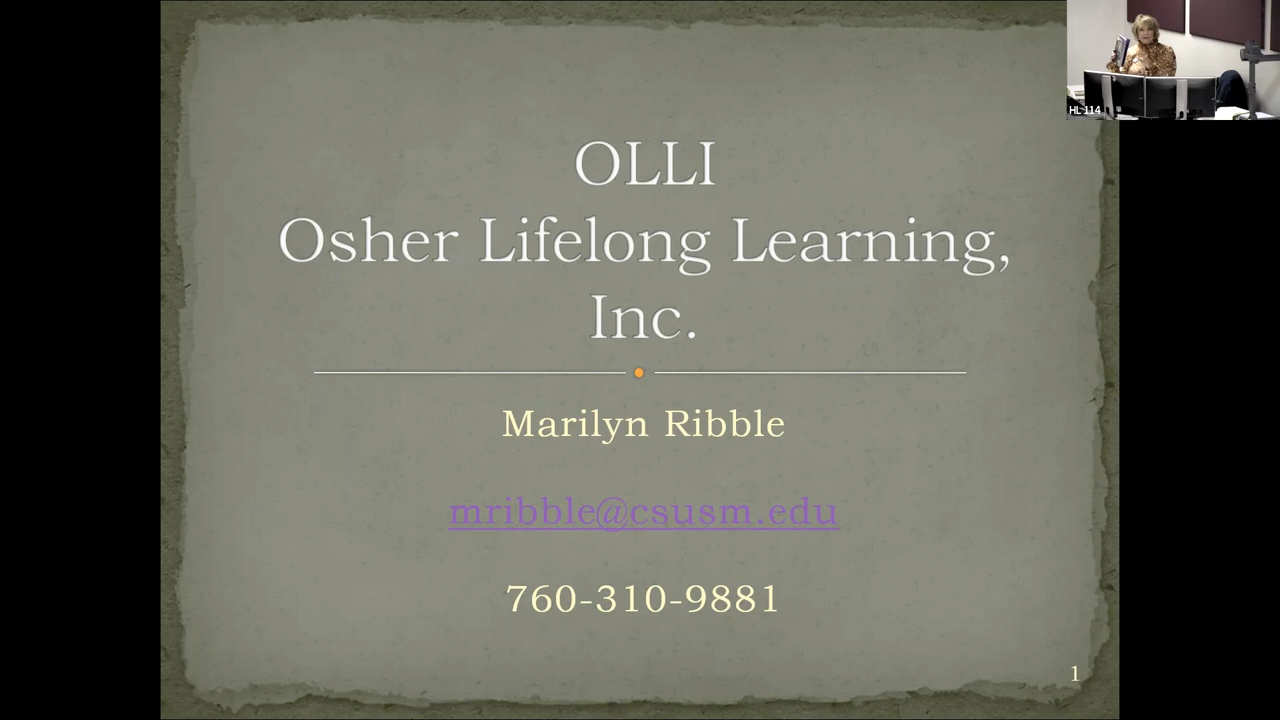 HL 114
OLLI
Osher Lifelong Learning,
Inc.
Marilyn Ribble
mribble@csusm.edu
760-310-9881
1